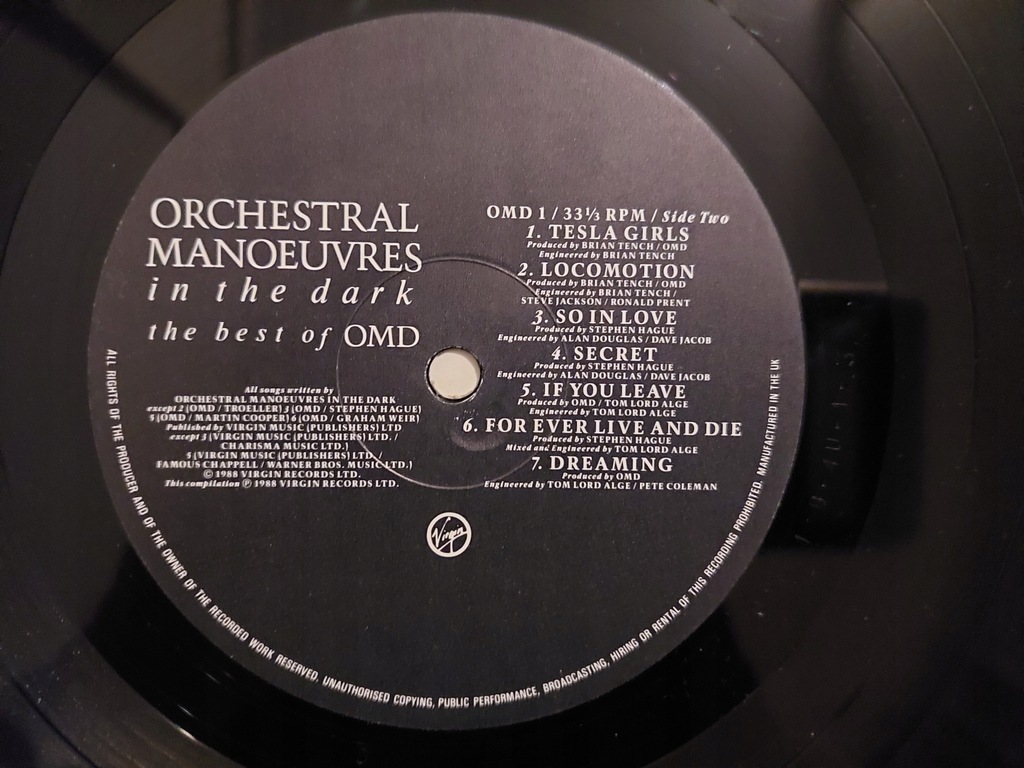 ORCHESTRAL
MANOEUVRES
in the dark
the best of OMD
All songs written by
ORCHESTRAL MANOEUVRES IN THE DARK
except 2 (OMD / TROELLER) 3 (OMD / STEPHEN HAGUE)
5 (OMD / MARTIN COOPER) 6 (OMD / GRAHAM WEIR)
Published by VIRGIN MUSIC (PUBLISHERS) LTD
except 3 (VIRGIN MUSIC (PUBLISHERS) LTD. /
CHARISMA MUSIC LTD.)
5 (VIRGIN MUSIC (PUBLISHERS) LTD. /
FAMOUS CHAPPELL / WARNER BROS. MUSIC LTD.)
© 1988 VIRGIN RECORDS LTD.
This compilation ℗ 1988 VIRGIN RECORDS LTD.
OMD 1 / 33⅓ RPM / Side Two
1. TESLA GIRLS
Produced by BRIAN TENCH / OMD
Engineered by BRIAN TENCH
2. LOCOMOTION
Produced by BRIAN TENCH / OMD
Engineered by BRIAN TENCH /
STEVE JACKSON / RONALD PRENT
3. SO IN LOVE
Produced by STEPHEN HAGUE
Engineered by ALAN DOUGLAS / DAVE JACOB
4. SECRET
Produced by STEPHEN HAGUE
Engineered by ALAN DOUGLAS / DAVE JACOB
5. IF YOU LEAVE
Produced by OMD / TOM LORD ALGE
Engineered by TOM LORD ALGE
6. FOR EVER LIVE AND DIE
Produced by STEPHEN HAGUE
Mixed and Engineered by TOM LORD ALGE
7. DREAMING
Produced by OMD
Engineered by TOM LORD ALGE / PETE COLEMAN
Virgin
ALL RIGHTS OF THE PRODUCER AND OF THE OWNER OF THE RECORDED WORK RESERVED. UNAUTHORISED COPYING, PUBLIC PERFORMANCE, BROADCASTING, HIRING OR RENTAL OF THIS RECORDING PROHIBITED. MANUFACTURED IN THE UK